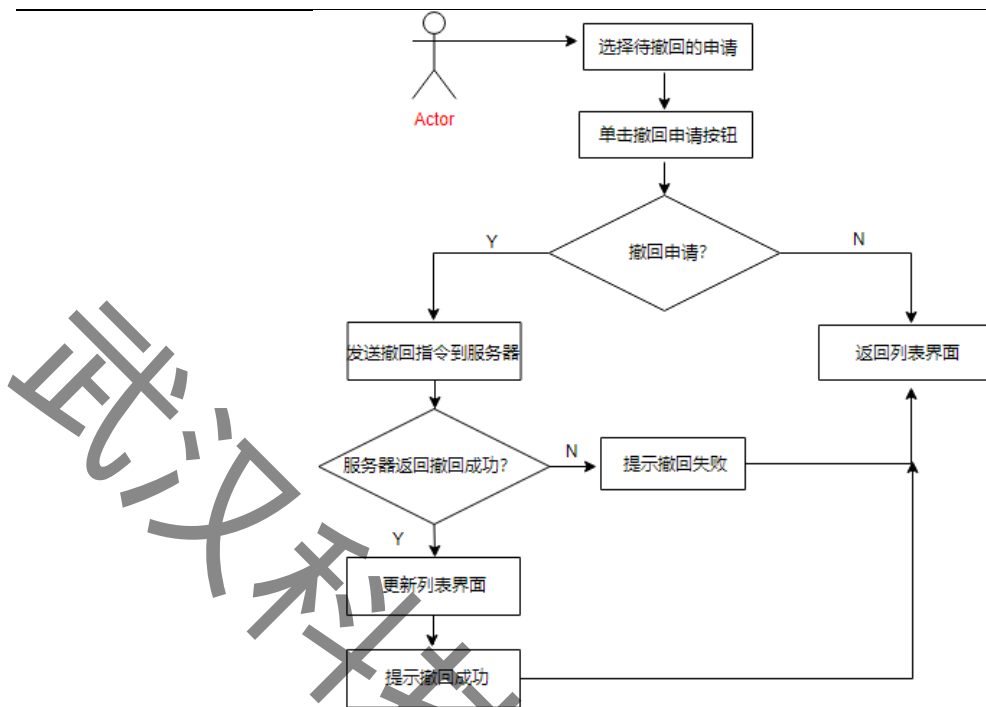 选择待撤回的申请
Actor
单击撤回申请按钮
撤回申请?
Y
N
发送撤回指令到服务器
返回列表界面
服务器返回撤回成功?
N
提示撤回失败
Y
更新列表界面
提示撤回成功
武汉科